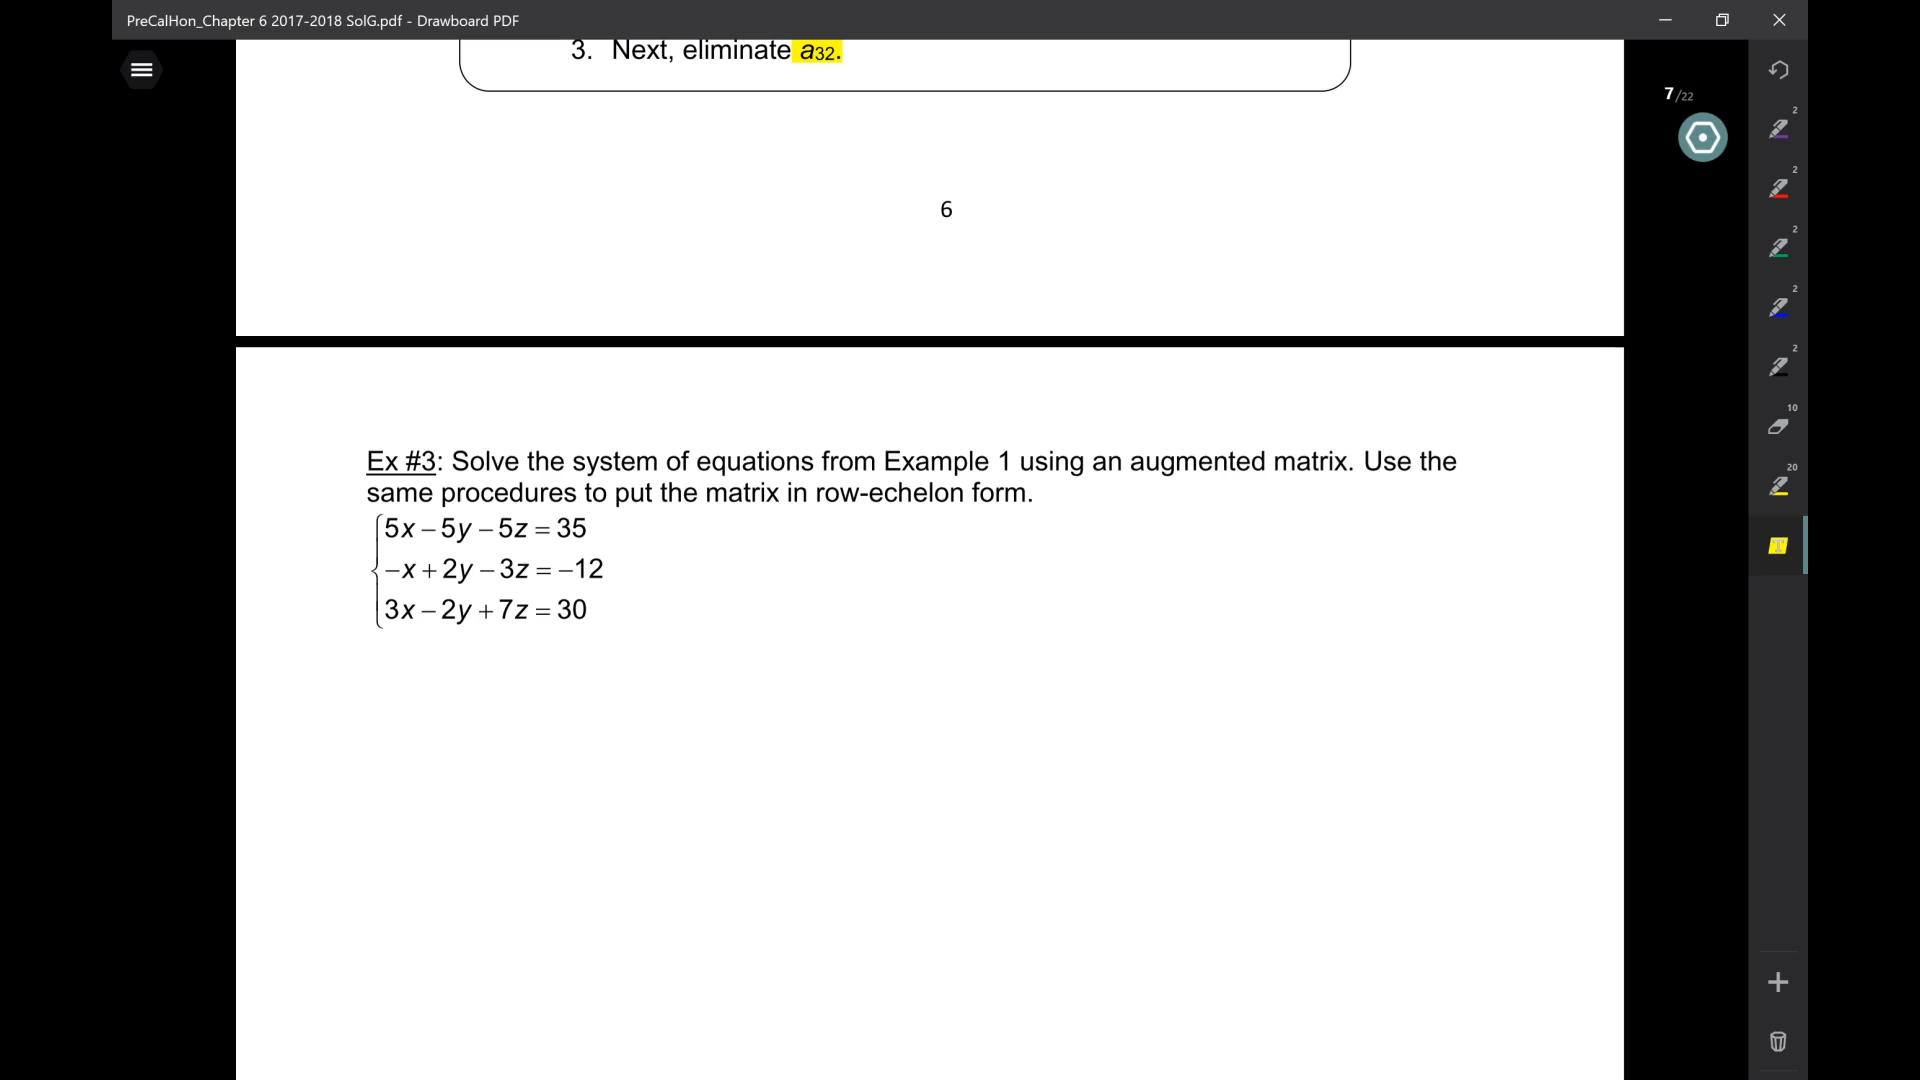 PreCalHon_Chapter 6 2017-2018 SolG.pdf - Drawboard PDF
3. Next, eliminate a32.
7/22
6
2
2
2
2
2
10
20
T
Ex #3: Solve the system of equations from Example 1 using an augmented matrix. Use the
same procedures to put the matrix in row-echelon form.
5x – 5y – 5z = 35
–x + 2y – 3z = –12
3x – 2y + 7z = 30